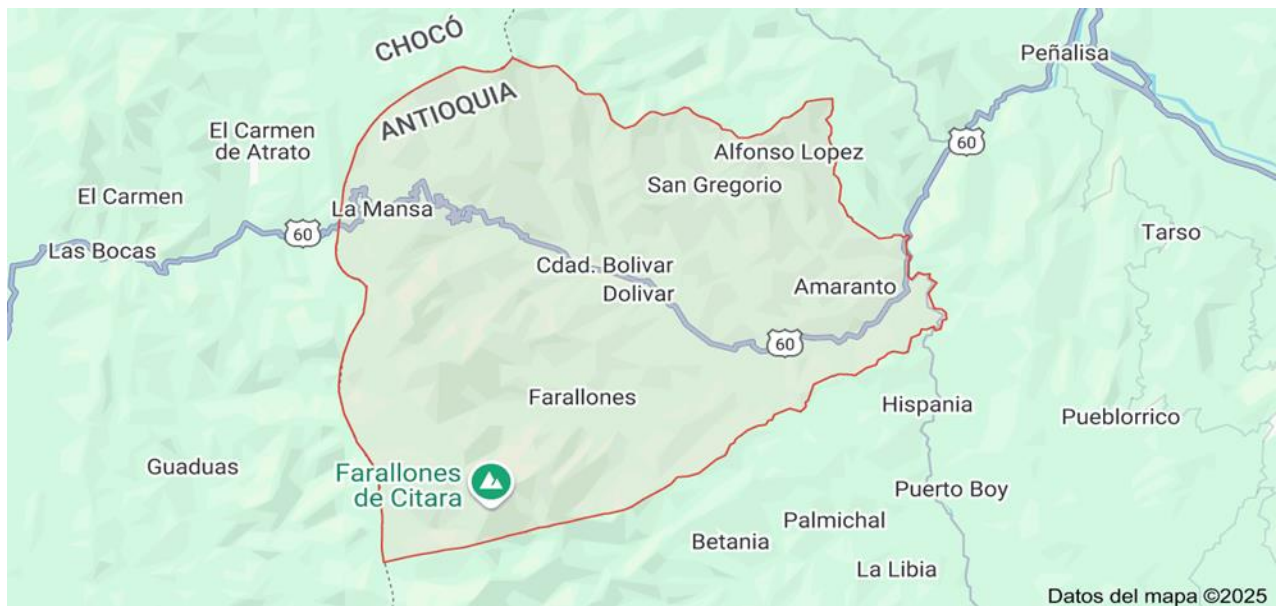 CHOCÓ
ANTIOQUIA
Peñalisa
El Carmen
de Atrato
60
Alfonso Lopez
San Gregorio
El Carmen
La Mansa
60
Las Bocas
Tarso
Cdad. Bolivar
Dolivar
Amaranto
60
Farallones
Hispania
Pueblorrico
Guaduas
Farallones
de Citara
Puerto Boy
Palmichal
Betania
La Libia
Datos del mapa ©2025